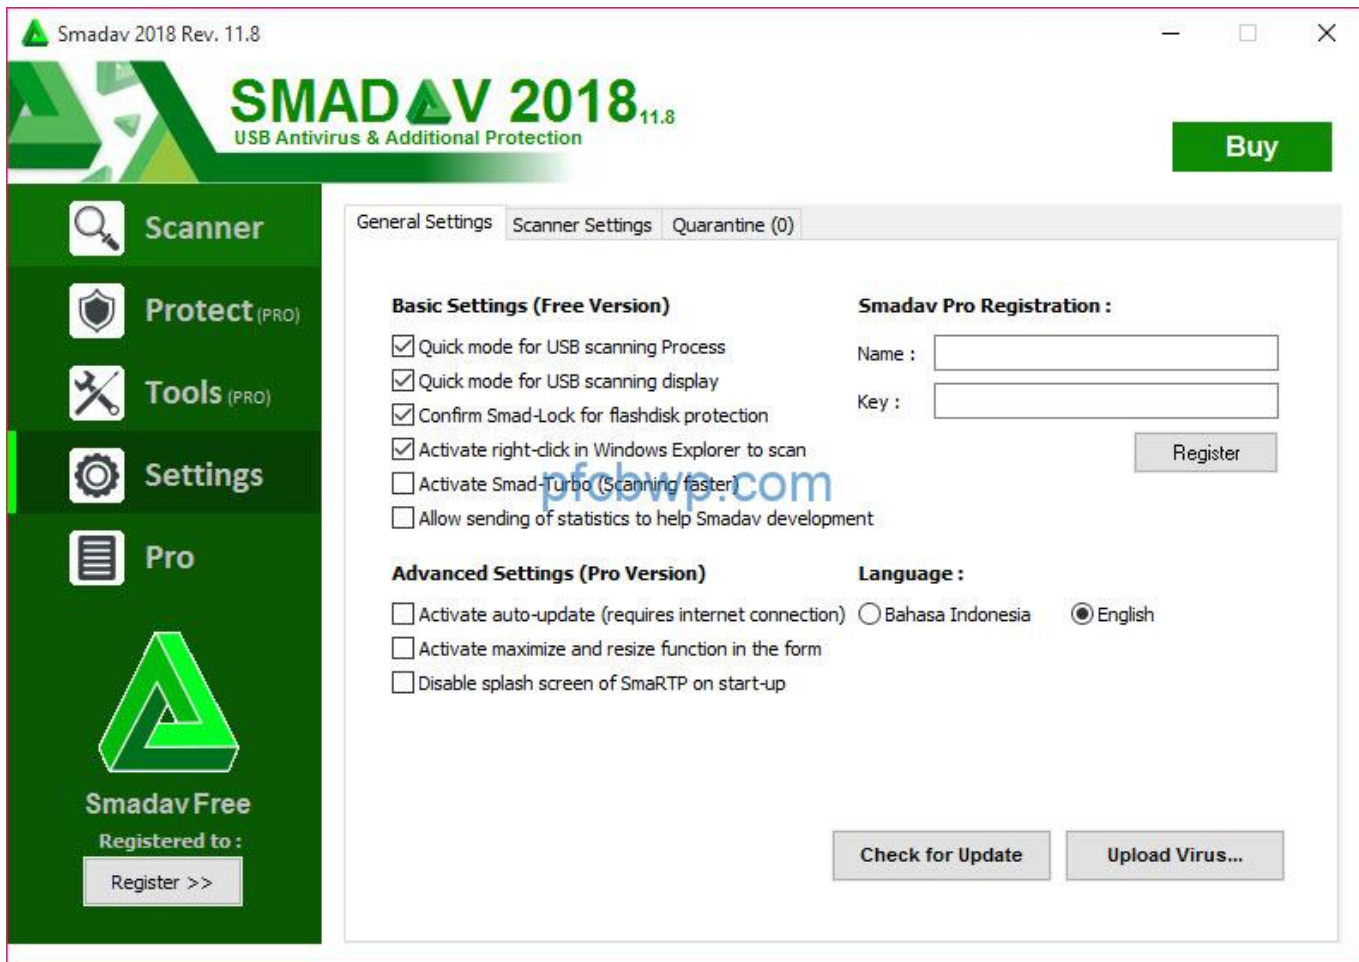 Smadav 2018 Rev. 11.8
SMADAV 2018 11.8
USB Antivirus & Additional Protection
Buy
Scanner
Protect (PRO)
Tools (PRO)
Settings
Pro
Smadav Free
Registered to :
Register >>
General Settings Scanner Settings Quarantine (0)
Basic Settings (Free Version)
Quick mode for USB scanning Process
Quick mode for USB scanning display
Confirm Smad-Lock for flashdisk protection
Activate right-click in Windows Explorer to scan
Activate Smad-Turbo (Scanning faster)
Allow sending of statistics to help Smadav development
pfcbwp.com
Smadav Pro Registration :
Name :
Key :
Register
Advanced Settings (Pro Version)
Activate auto-update (requires internet connection)
Activate maximize and resize function in the form
Disable splash screen of SmaRTP on start-up
Language :
Bahasa Indonesia English
Check for Update
Upload Virus...